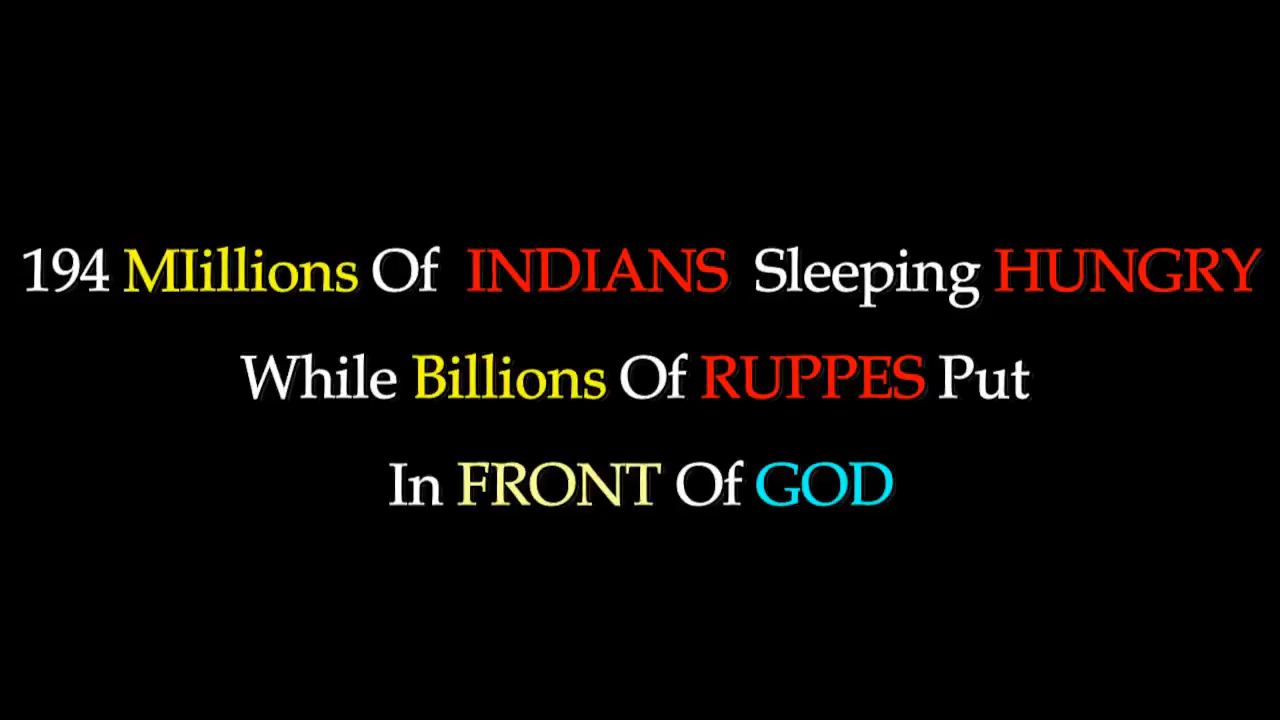 194 MIillions Of INDIANS Sleeping HUNGRY
While Billions Of RUPPES Put
In FRONT Of GOD